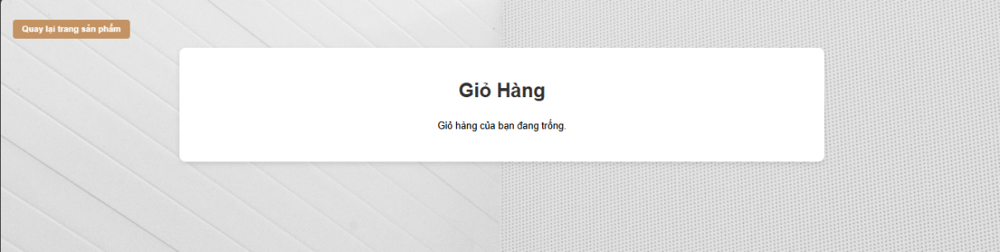 Quay lại trang sản phẩm
Giỏ Hàng
Giỏ hàng của bạn đang trống.